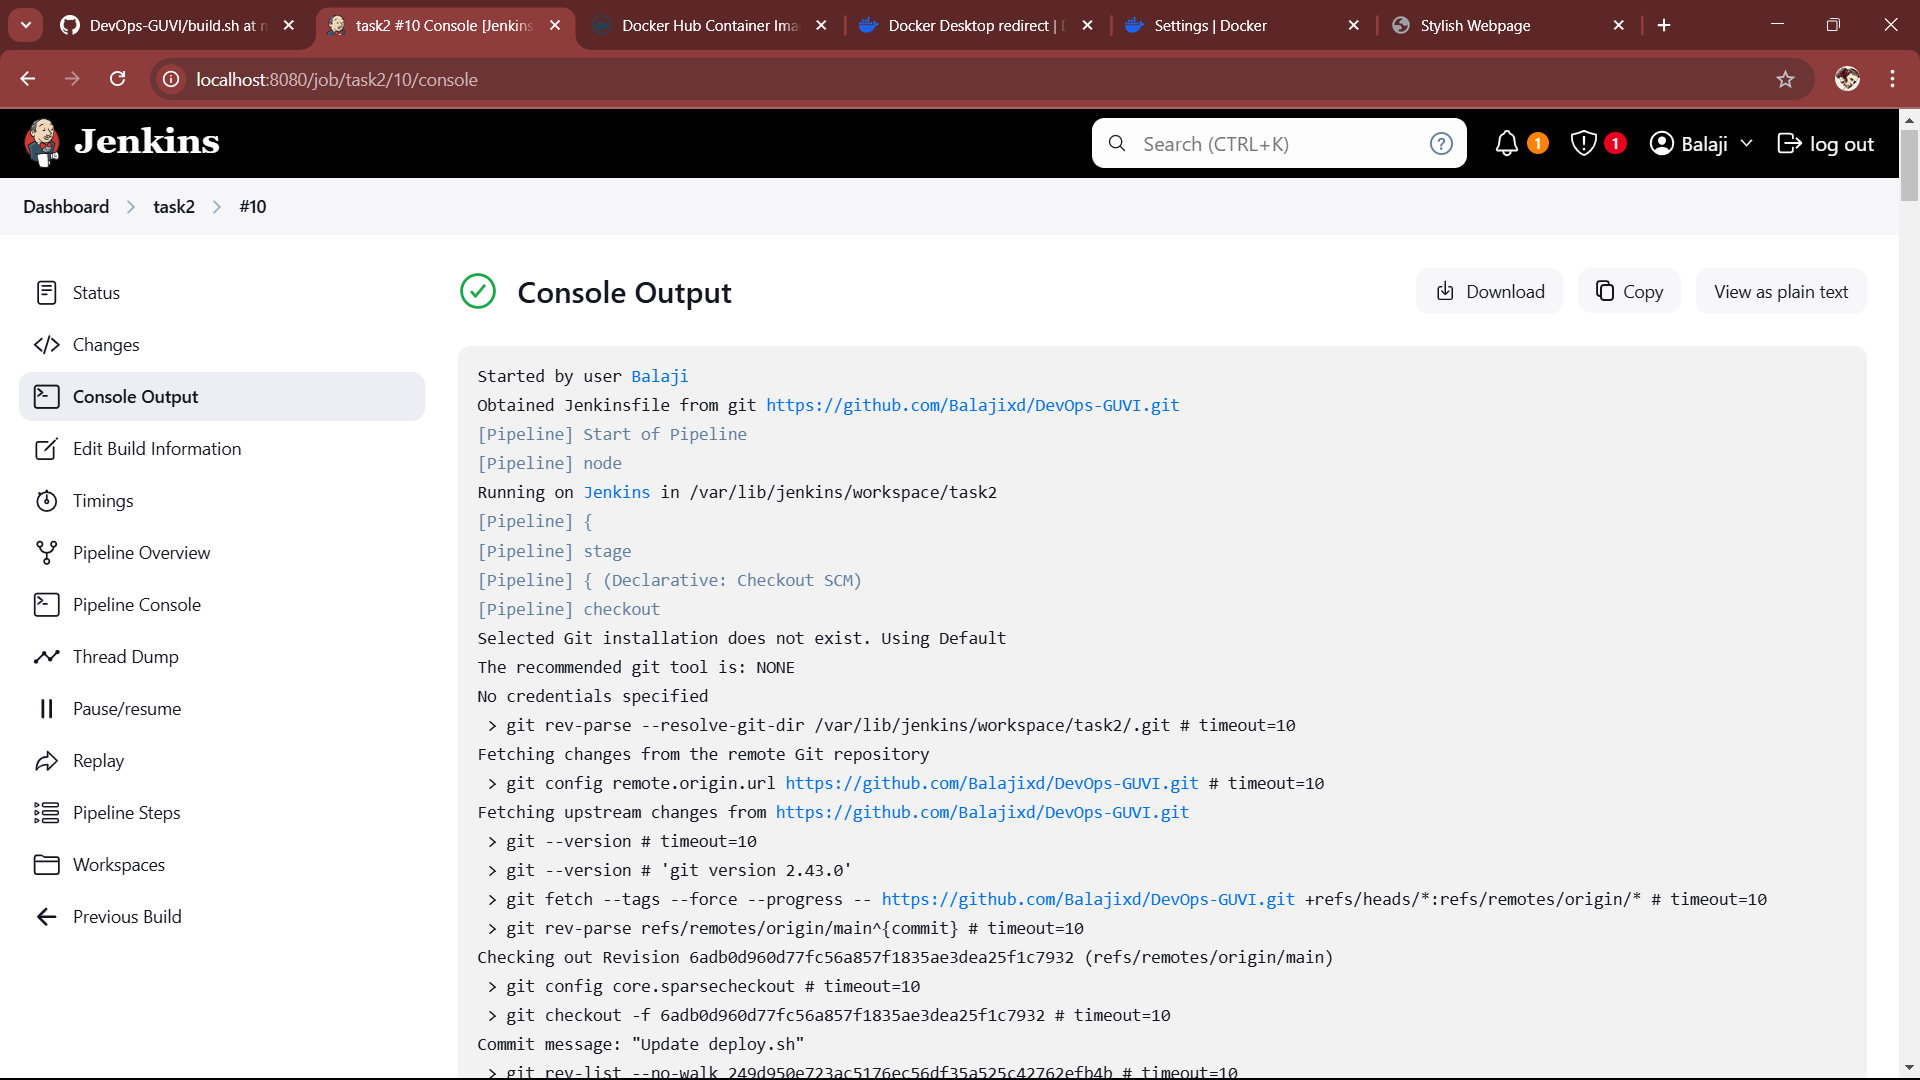 DevOps-GUVI/build.sh at m
task2 #10 Console [Jenkins
Docker Hub Container Ima
Docker Desktop redirect | D
Settings | Docker
Stylish Webpage
localhost:8080/job/task2/10/console
Jenkins
Search (CTRL+K)
?
1
1
Balaji
log out
Dashboard
task2
#10
Status
Changes
Console Output
Edit Build Information
Timings
Pipeline Overview
Pipeline Console
Thread Dump
Pause/resume
Replay
Pipeline Steps
Workspaces
Previous Build
Console Output
Download
Copy
View as plain text
Started by user Balaji
Obtained Jenkinsfile from git https://github.com/Balajixd/DevOps-GUVI.git
[Pipeline] Start of Pipeline
[Pipeline] node
Running on Jenkins in /var/lib/jenkins/workspace/task2
[Pipeline] {
[Pipeline] stage
[Pipeline] { (Declarative: Checkout SCM)
[Pipeline] checkout
Selected Git installation does not exist. Using Default
The recommended git tool is: NONE
No credentials specified
> git rev-parse --resolve-git-dir /var/lib/jenkins/workspace/task2/.git # timeout=10
Fetching changes from the remote Git repository
> git config remote.origin.url https://github.com/Balajixd/DevOps-GUVI.git # timeout=10
Fetching upstream changes from https://github.com/Balajixd/DevOps-GUVI.git
> git --version # timeout=10
> git --version # 'git version 2.43.0'
> git fetch --tags --force --progress -- https://github.com/Balajixd/DevOps-GUVI.git +refs/heads/*:refs/remotes/origin/* # timeout=10
> git rev-parse refs/remotes/origin/main^{commit} # timeout=10
Checking out Revision 6adb0d960d77fc56a857f1835ae3dea25f1c7932 (refs/remotes/origin/main)
> git config core.sparsecheckout # timeout=10
> git checkout -f 6adb0d960d77fc56a857f1835ae3dea25f1c7932 # timeout=10
Commit message: "Update deploy.sh"
> git rev-list --no-walk 249d950e723ac5176ec56df35a525c42762efb4b # timeout=10